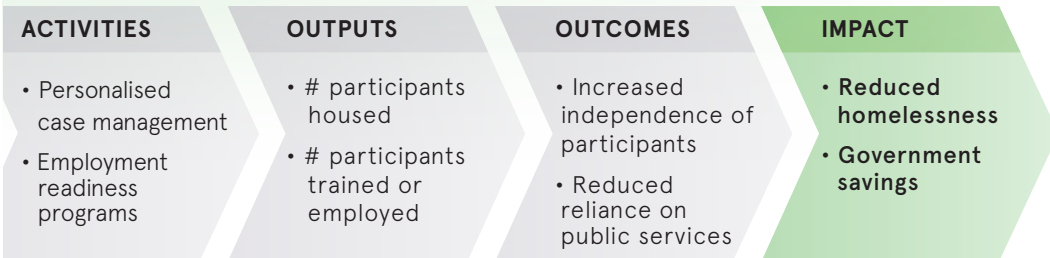 ACTIVITIES
• Personalised
case management
• Employment
readiness
programs
OUTPUTS
• # participants
housed
• # participants
trained or
employed
OUTCOMES
• Increased
independence of
participants
• Reduced
reliance on
public services
IMPACT
• Reduced
homelessness
• Government
savings